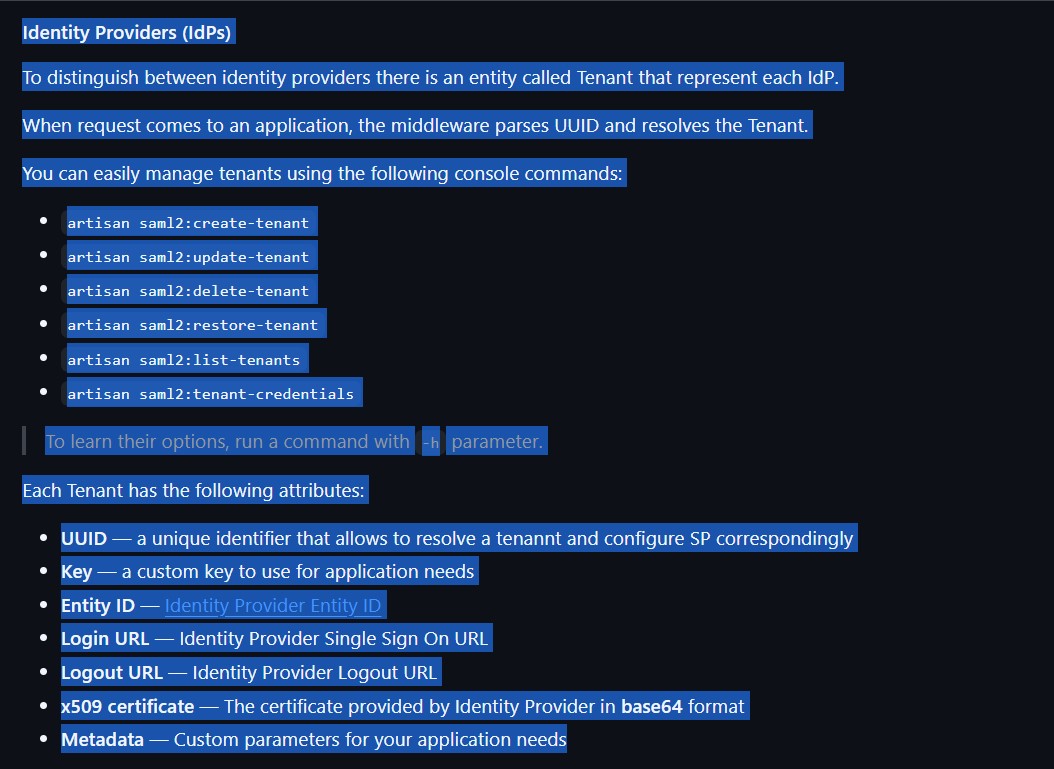 Identity Providers (IdPs)
To distinguish between identity providers there is an entity called Tenant that represent each IdP.
When request comes to an application, the middleware parses UUID and resolves the Tenant.
You can easily manage tenants using the following console commands:
artisan saml2:create-tenant
artisan saml2:update-tenant
artisan saml2:delete-tenant
artisan saml2:restore-tenant
artisan saml2:list-tenants
artisan saml2:tenant-credentials
To learn their options, run a command with -h parameter.
Each Tenant has the following attributes:
UUID — a unique identifier that allows to resolve a tenannt and configure SP correspondingly
Key — a custom key to use for application needs
Entity ID — Identity Provider Entity ID
Login URL — Identity Provider Single Sign On URL
Logout URL — Identity Provider Logout URL
x509 certificate — The certificate provided by Identity Provider in base64 format
Metadata — Custom parameters for your application needs